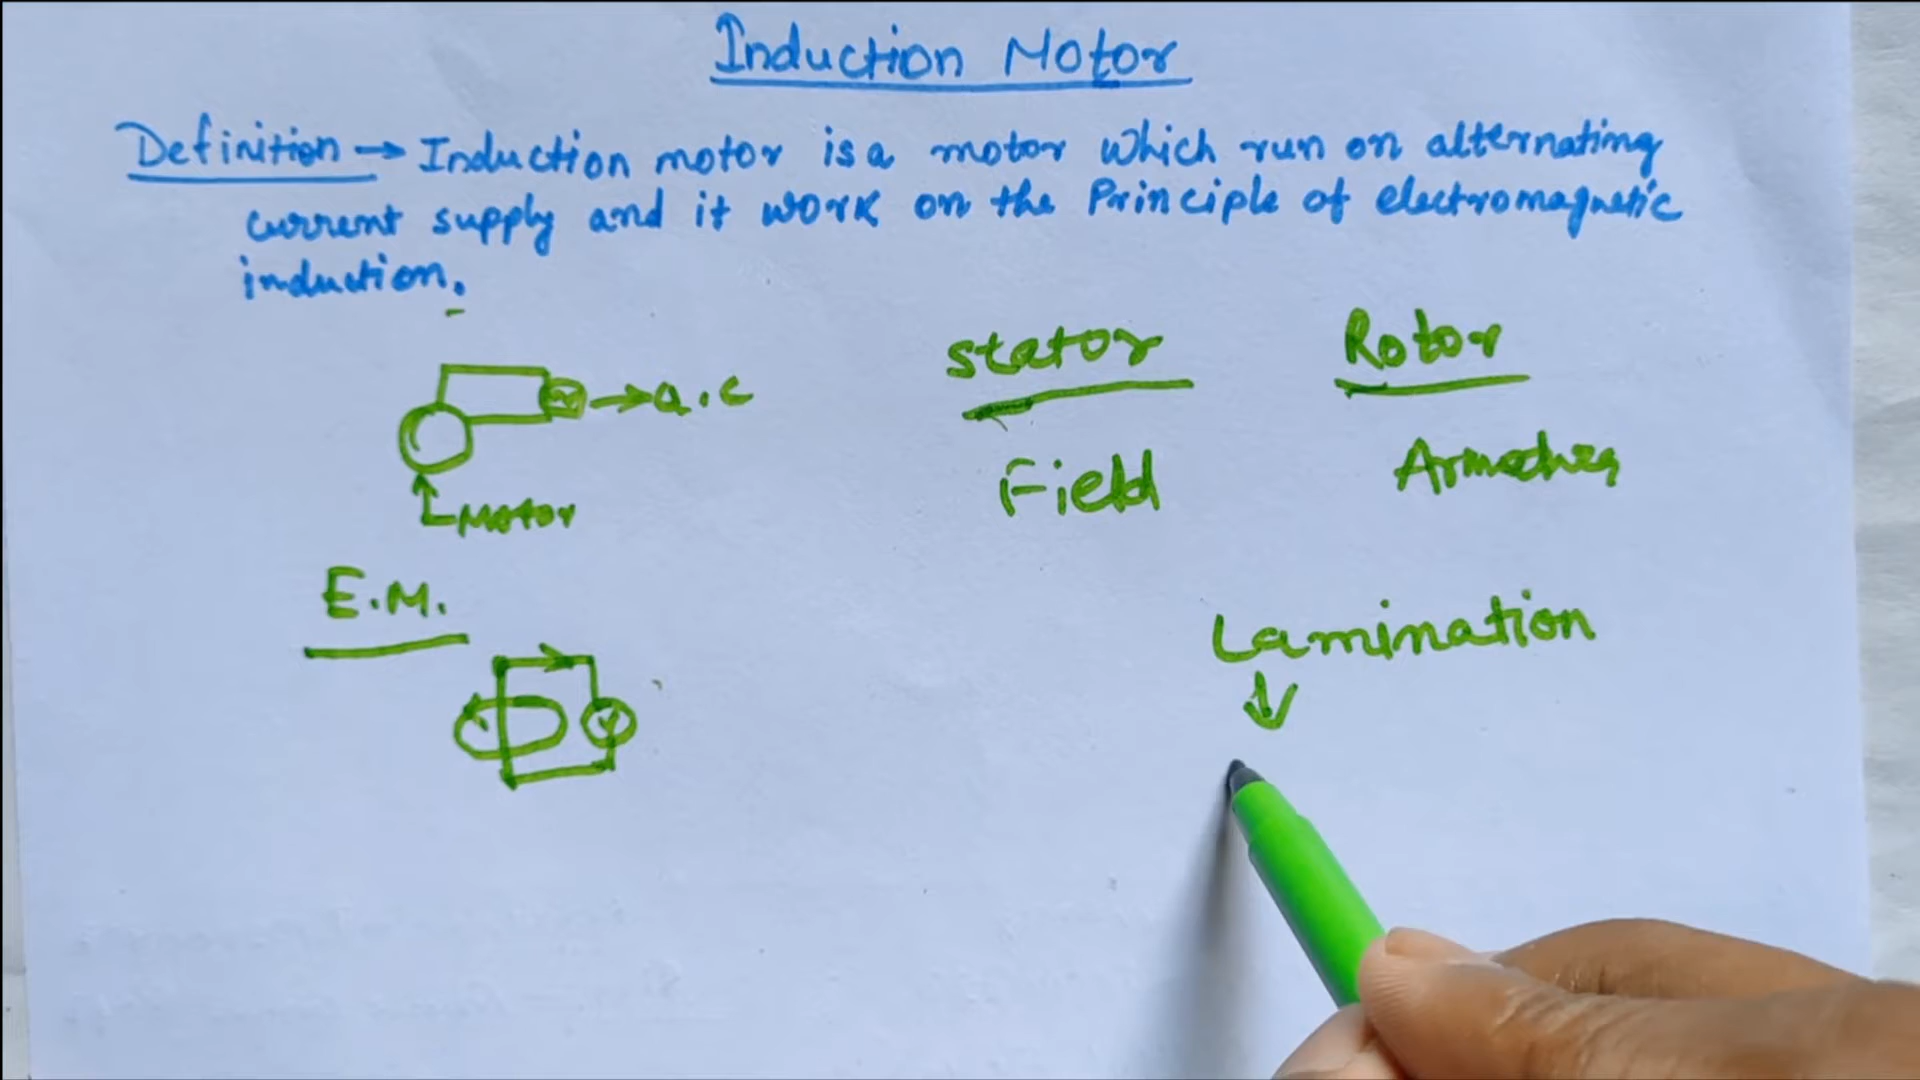 Induction Motor
Definition → Induction motor is a motor which run on alternating
current supply and it work on the Principle of electromagnetic
induction.
Stator
Rotor
→ a.c
Field
Motor
E.M.
V
Lamination
↓